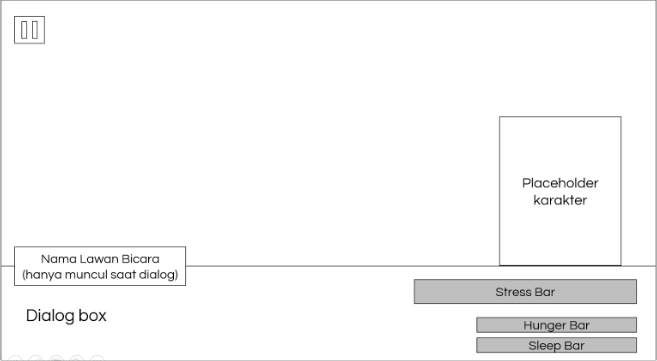 Placeholder
karakter
Nama Lawan Bicara
(hanya muncul saat dialog)
Dialog box
Stress Bar
Hunger Bar
Sleep Bar